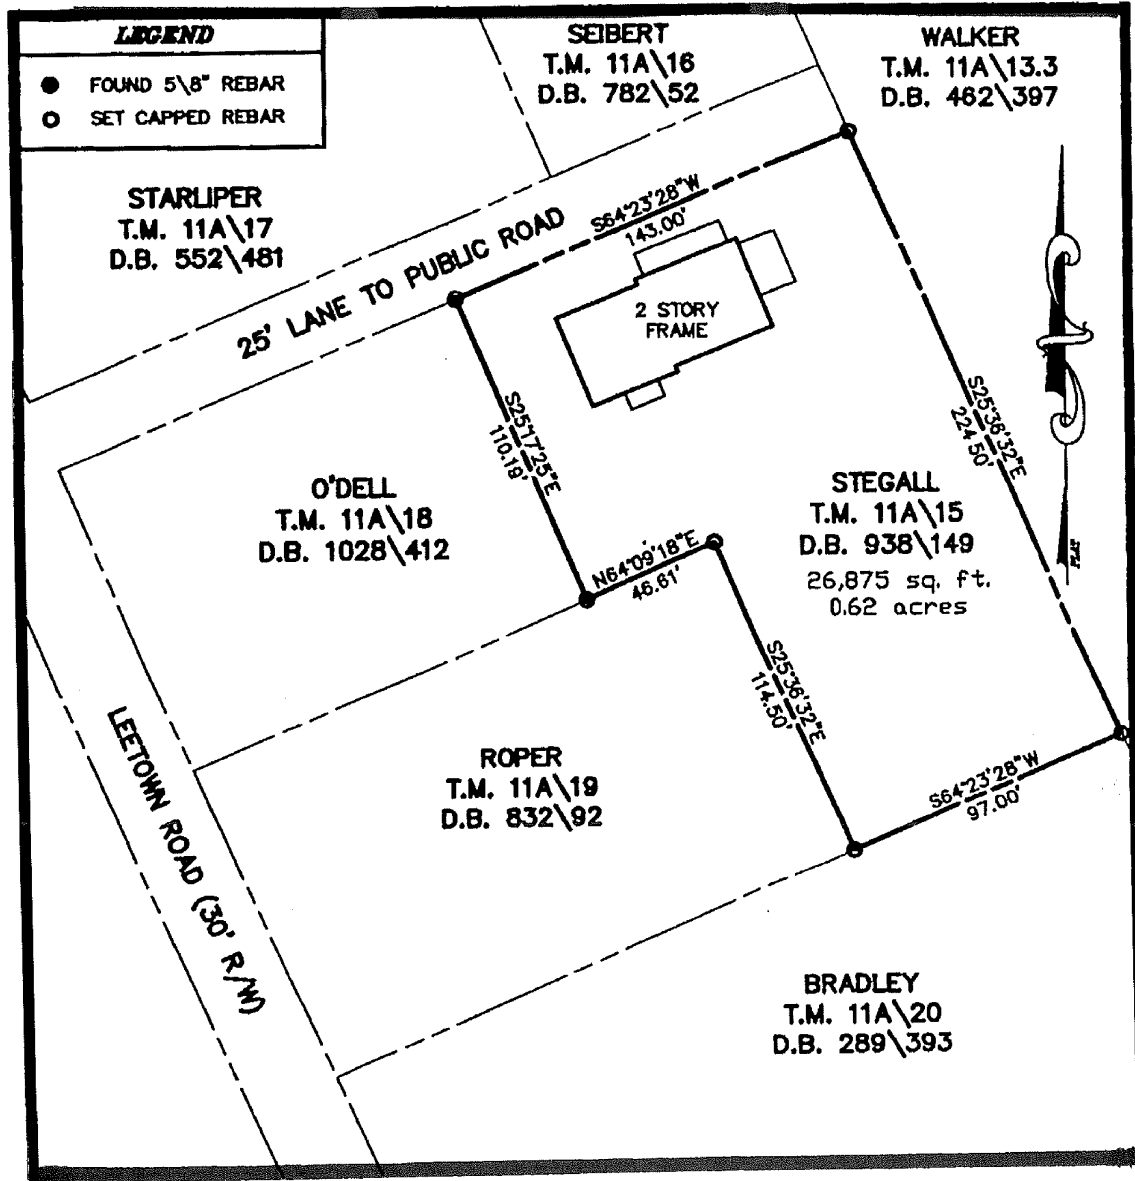 LEGEND
FOUND 5\8" REBAR
SET CAPPED REBAR
SEIBERT
T.M. 11A\16
D.B. 782\52
WALKER
T.M. 11A\13.3
D.B. 462\397
STARLIPER
T.M. 11A\17
D.B. 552\481
25' LANE TO PUBLIC ROAD
S64°23'28"W
143.00'
2 STORY
FRAME
S25°17'25"E
110.19'
S25°36'32"E
224.50'
O'DELL
T.M. 11A\18
D.B. 1028\412
STEGALL
T.M. 11A\15
D.B. 938\149
26,875 sq. ft.
0.62 acres
PLAT
N64°09'18"E
46.61'
S25°36'32"E
114.50'
LEETOWN ROAD (30' R/W)
ROPER
T.M. 11A\19
D.B. 832\92
S64°23'28"W
97.00'
BRADLEY
T.M. 11A\20
D.B. 289\393